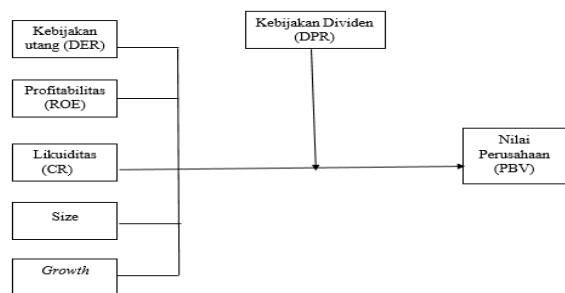 Kebijakan
utang (DER)
Kebijakan Dividen
(DPR)
Profitabilitas
(ROE)
Likuiditas
(CR)
Nilai
Perusahaan
(PBV)
Size
Growth